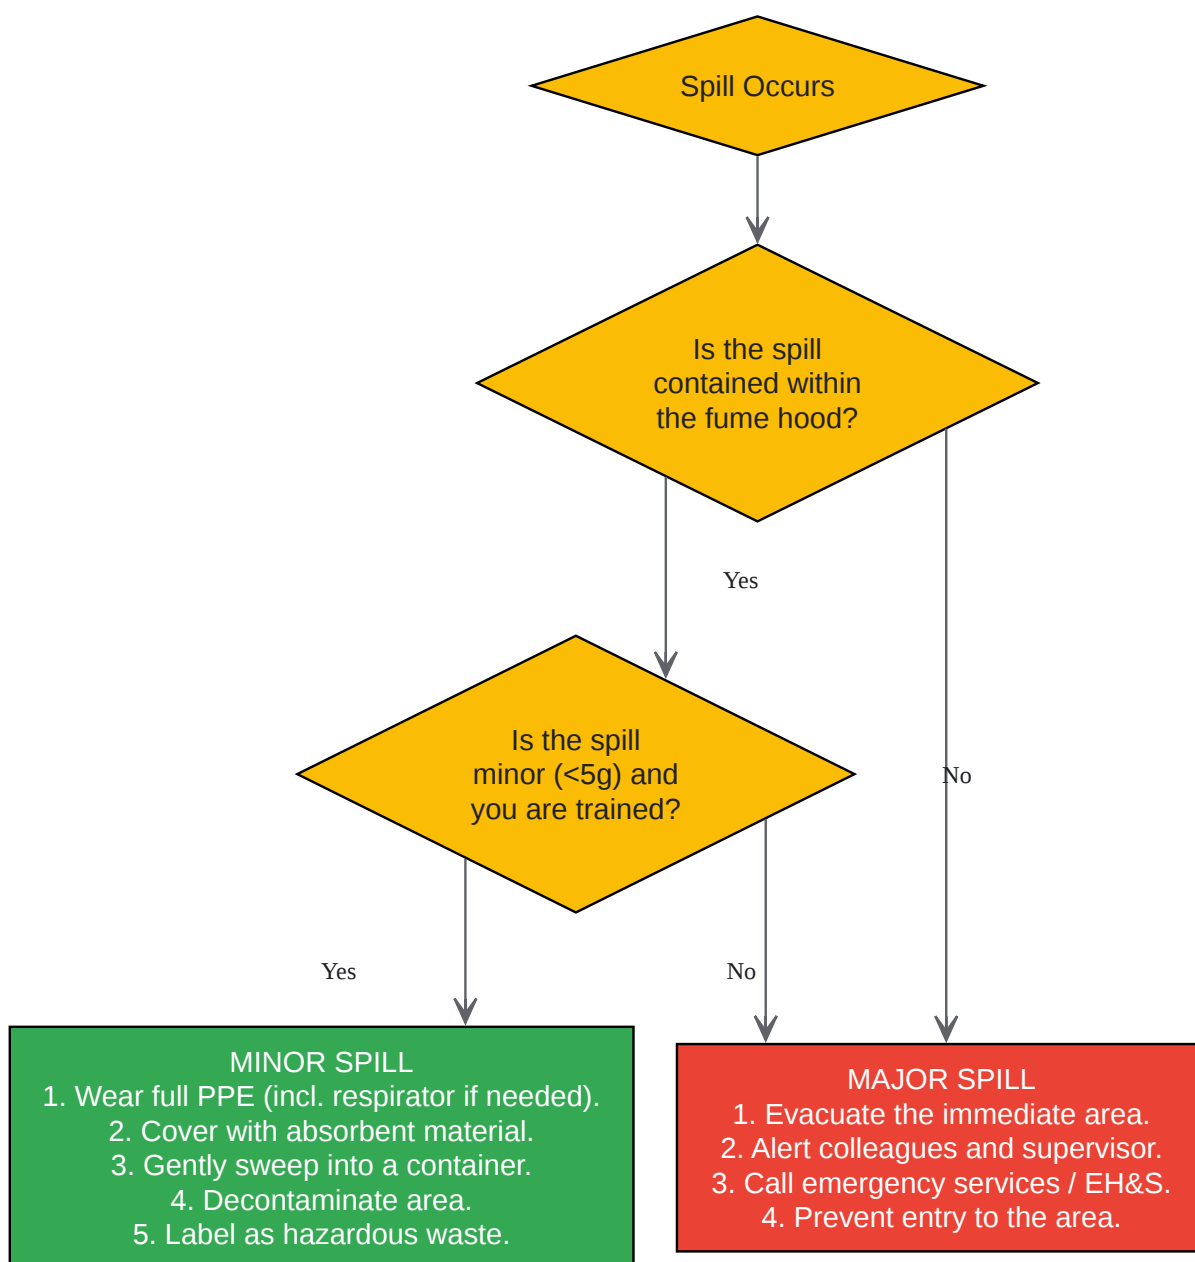 Spill Occurs
Is the spill
contained within
the fume hood?
Yes
Is the spill
minor (<5g) and
you are trained?
No
Yes
No
MINOR SPILL
1. Wear full PPE (incl. respirator if needed).
2. Cover with absorbent material.
3. Gently sweep into a container.
4. Decontaminate area.
5. Label as hazardous waste.
MAJOR SPILL
1. Evacuate the immediate area.
2. Alert colleagues and supervisor.
3. Call emergency services / EH&S.
4. Prevent entry to the area.